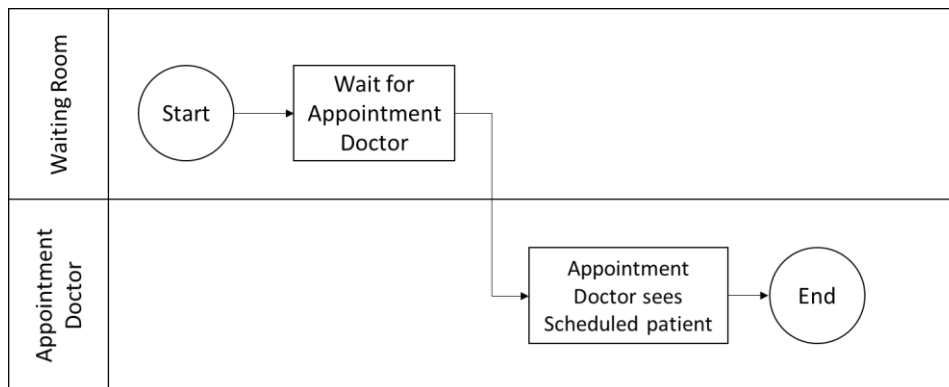 Waiting Room
Start
Wait for
Appointment
Doctor
Appointment
Doctor
Appointment
Doctor sees
Scheduled patient
End